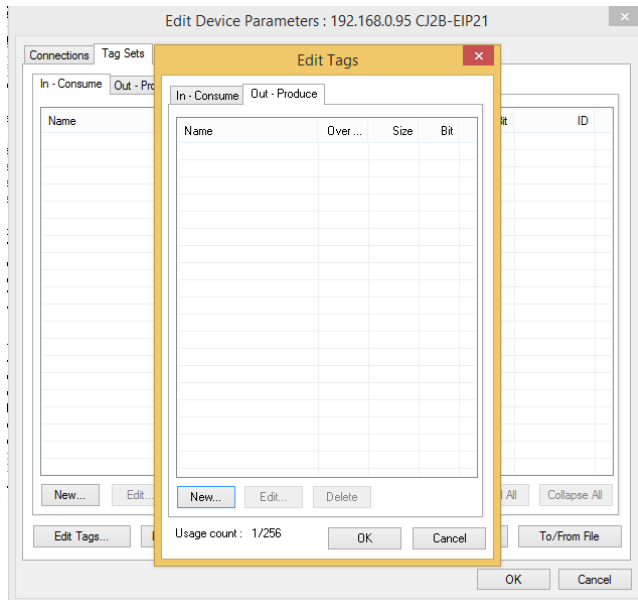 Edit Device Parameters : 192.168.0.95 CJ2B-EIP21
Connections Tag Sets
In - Consume Out - Pro
Name Bit ID
New... Edit... All Collapse All
Edit Tags... To/From File
OK Cancel
Edit Tags
In - Consume Out - Produce
Name Over ... Size Bit
New... Edit... Delete
Usage count : 1/256 OK Cancel